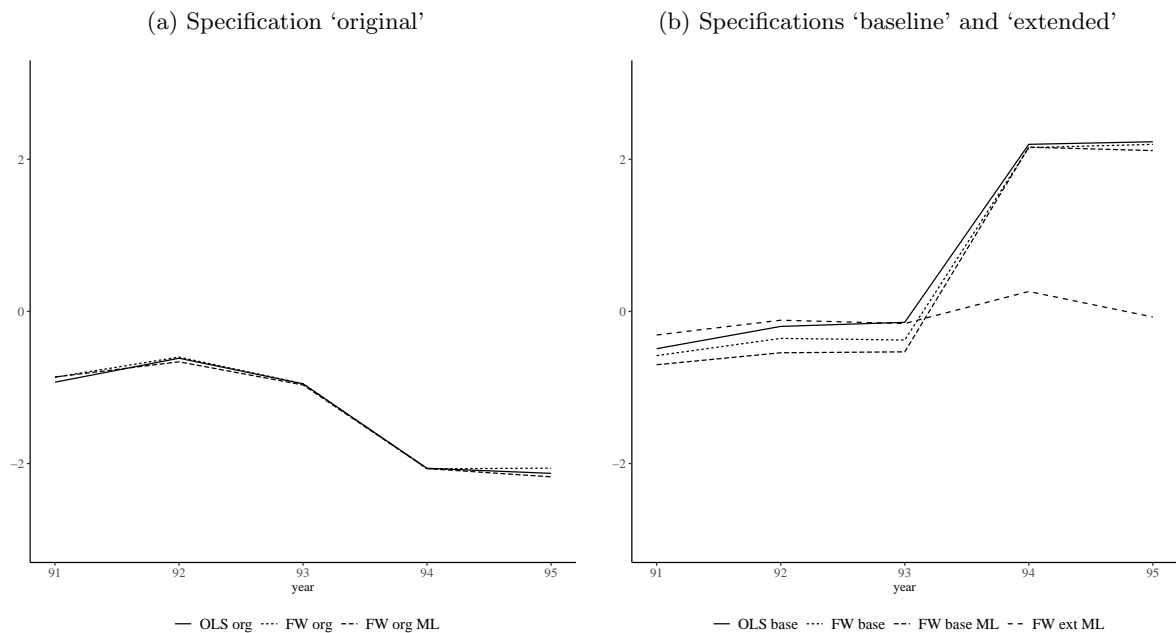 (a) Specification ‘original’
2
0
−2
91 92 93 94 95
year
OLS org FW org FW org ML
(b) Specifications ‘baseline’ and ‘extended’
2
0
−2
91 92 93 94 95
year
OLS base FW base FW base ML FW ext ML